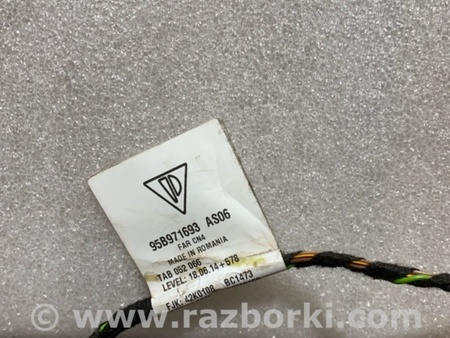 95B971693 AS06
FAR CN4
MADE IN ROMANIA
TAB 052 066
LEVEL: 18.06.14+578
FJK: 42K0108 BC1473
www.razborki.com